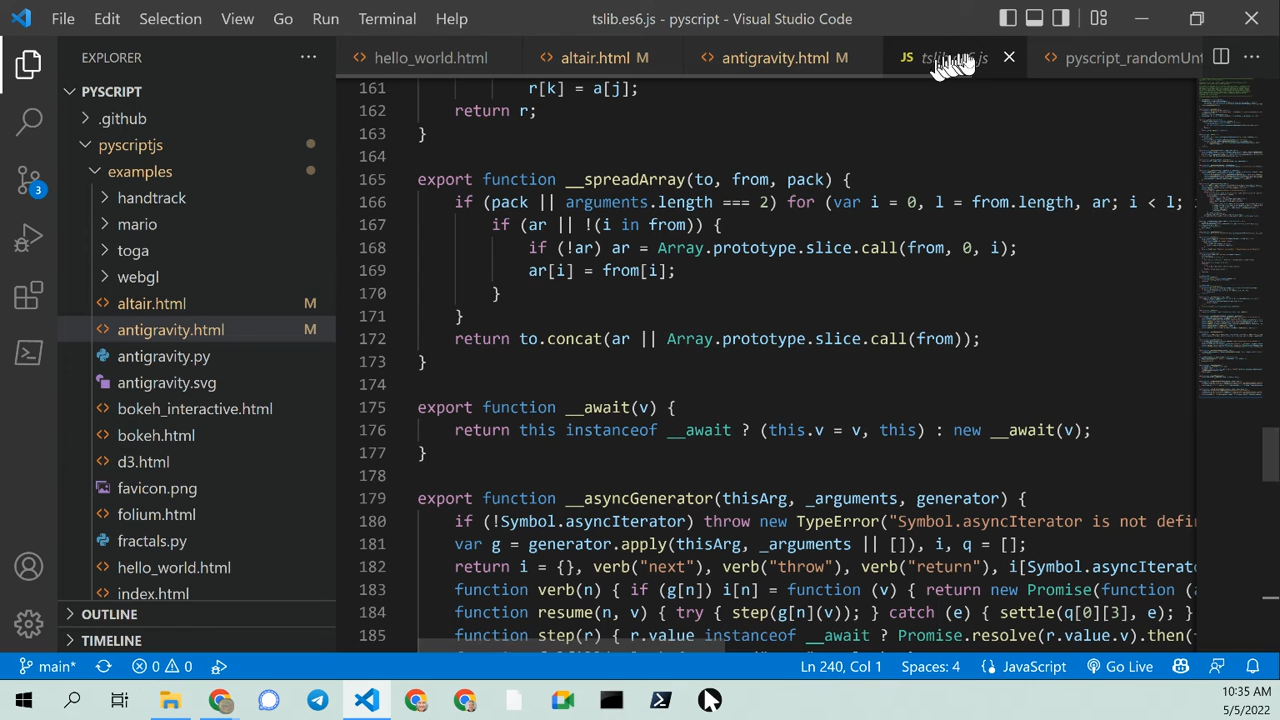 File Edit Selection View Go Run Terminal Help tslib.es6.js - pyscript - Visual Studio Code
EXPLORER
hello_world.html altair.html M antigravity.html M JS pyscript_randomUnt
PYSCRIPT
.github
pyscriptjs
examples
handtrack
mario
toga
webgl
altair.html M
antigravity.html M
antigravity.py
antigravity.svg
bokeh_interactive.html
bokeh.html
d3.html
favicon.png
folium.html
fractals.py
hello_world.html
index.html
OUTLINE
TIMELINE
161 r[k] = a[j];
162 return r;
163 }
164
165 export function __spreadArray(to, from, pack) {
166 if (pack || arguments.length === 2) for (var i = 0, l = from.length, ar; i < l; i
167 if (ar || !(i in from)) {
168 if (!ar) ar = Array.prototype.slice.call(from, 0, i);
169 ar[i] = from[i];
170 }
171 }
172 return to.concat(ar || Array.prototype.slice.call(from));
173 }
174
175 export function __await(v) {
176 return this instanceof __await ? (this.v = v, this) : new __await(v);
177 }
178
179 export function __asyncGenerator(thisArg, _arguments, generator) {
180 if (!Symbol.asyncIterator) throw new TypeError("Symbol.asyncIterator is not defin
181 var g = generator.apply(thisArg, _arguments || []), i, q = [];
182 return i = {}, verb("next"), verb("throw"), verb("return"), i[Symbol.asyncIterato
183 function verb(n) { if (g[n]) i[n] = function (v) { return new Promise(function (a
184 function resume(n, v) { try { step(g[n](v)); } catch (e) { settle(q[0][3], e); }
185 function step(r) { r.value instanceof __await ? Promise.resolve(r.value.v).then(
3
main* 0 0 Ln 240, Col 1 Spaces: 4 JavaScript Go Live
10:35 AM
5/5/2022